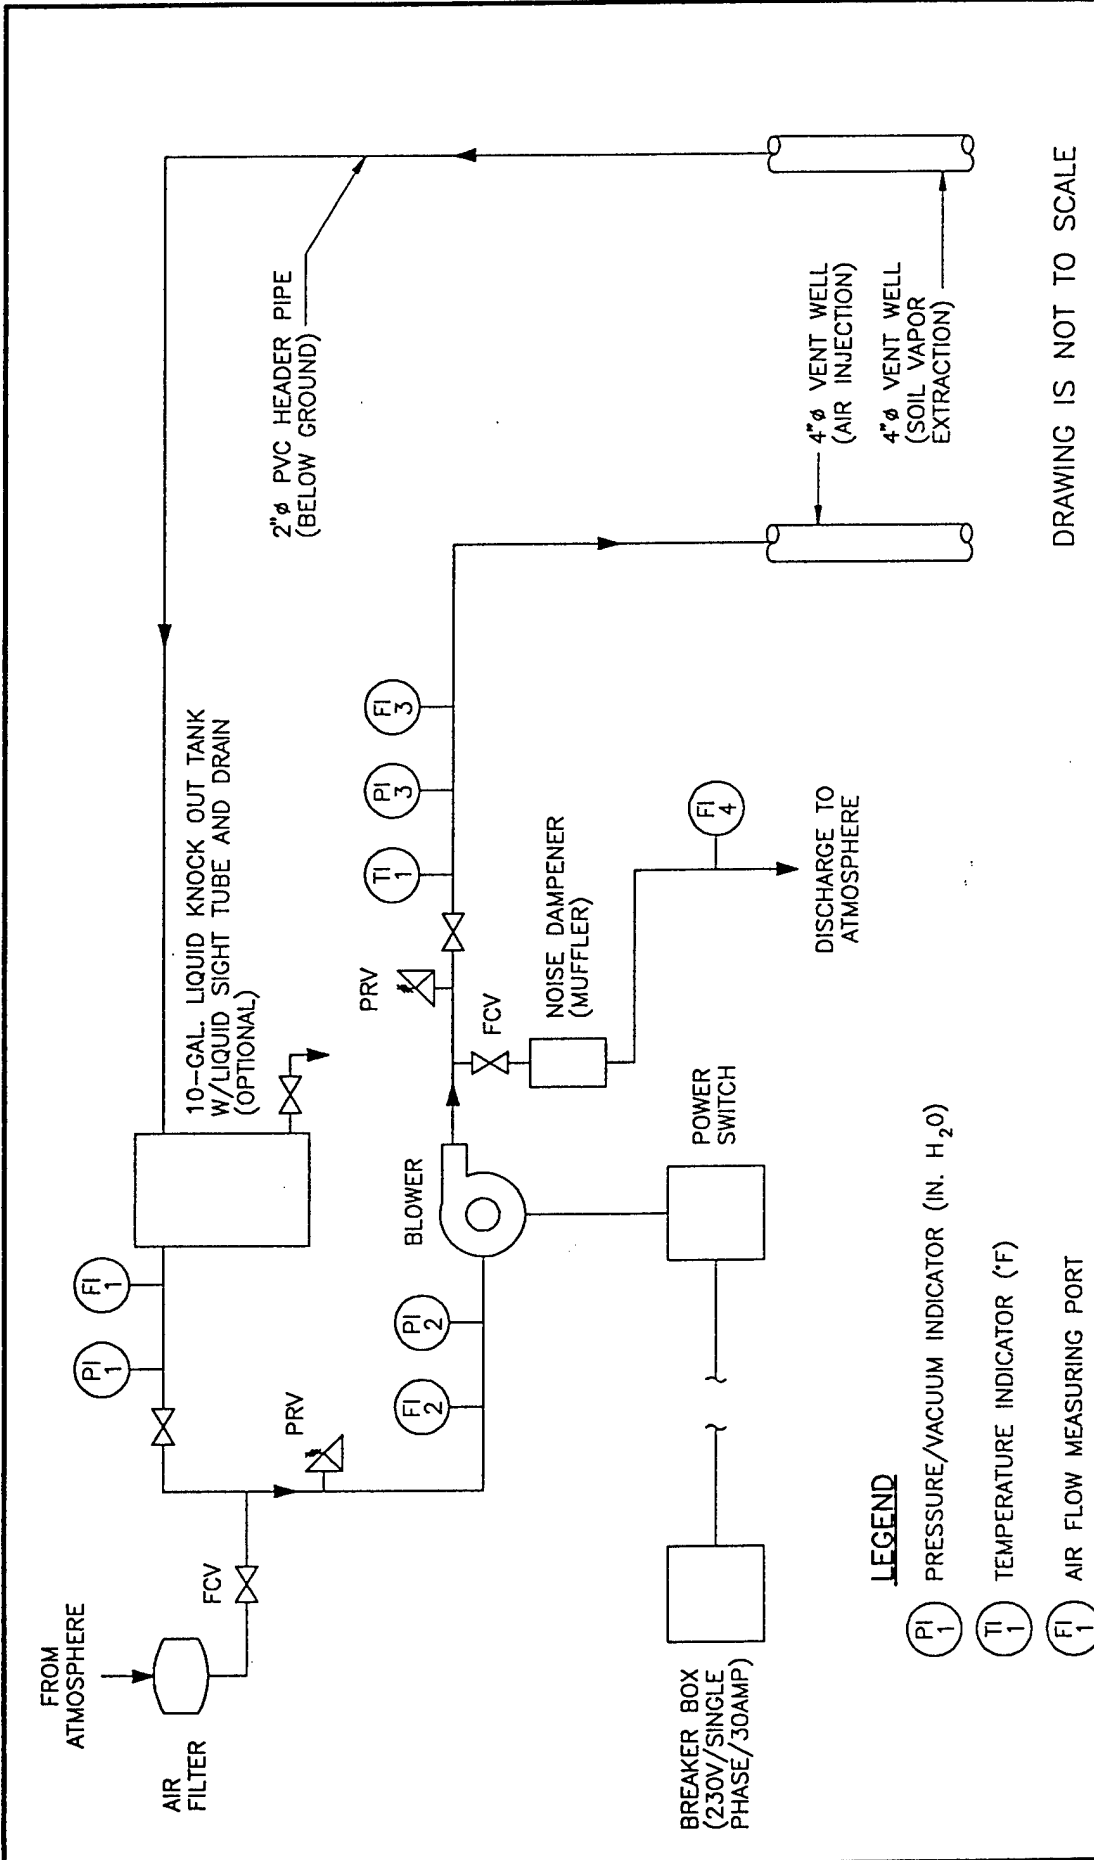 FROM
ATMOSPHERE
AIR
FILTER
FCV
PI
1
FI
1
10-GAL. LIQUID KNOCK OUT TANK
W/LIQUID SIGHT TUBE AND DRAIN
(OPTIONAL)
2"ø PVC HEADER PIPE
(BELOW GROUND)
PRV
FI
2
PI
2
BLOWER
PRV
FCV
TI
1
PI
3
FI
3
NOISE DAMPENER
(MUFFLER)
FI
4
DISCHARGE TO
ATMOSPHERE
4"ø VENT WELL
(AIR INJECTION)
4"ø VENT WELL
(SOIL VAPOR
EXTRACTION)
BREAKER BOX
(230V/SINGLE
PHASE/30AMP)
POWER
SWITCH
LEGEND
PI
1
PRESSURE/VACUUM INDICATOR (IN. H₂O)
TI
1
TEMPERATURE INDICATOR (°F)
FI
1
AIR FLOW MEASURING PORT
DRAWING IS NOT TO SCALE